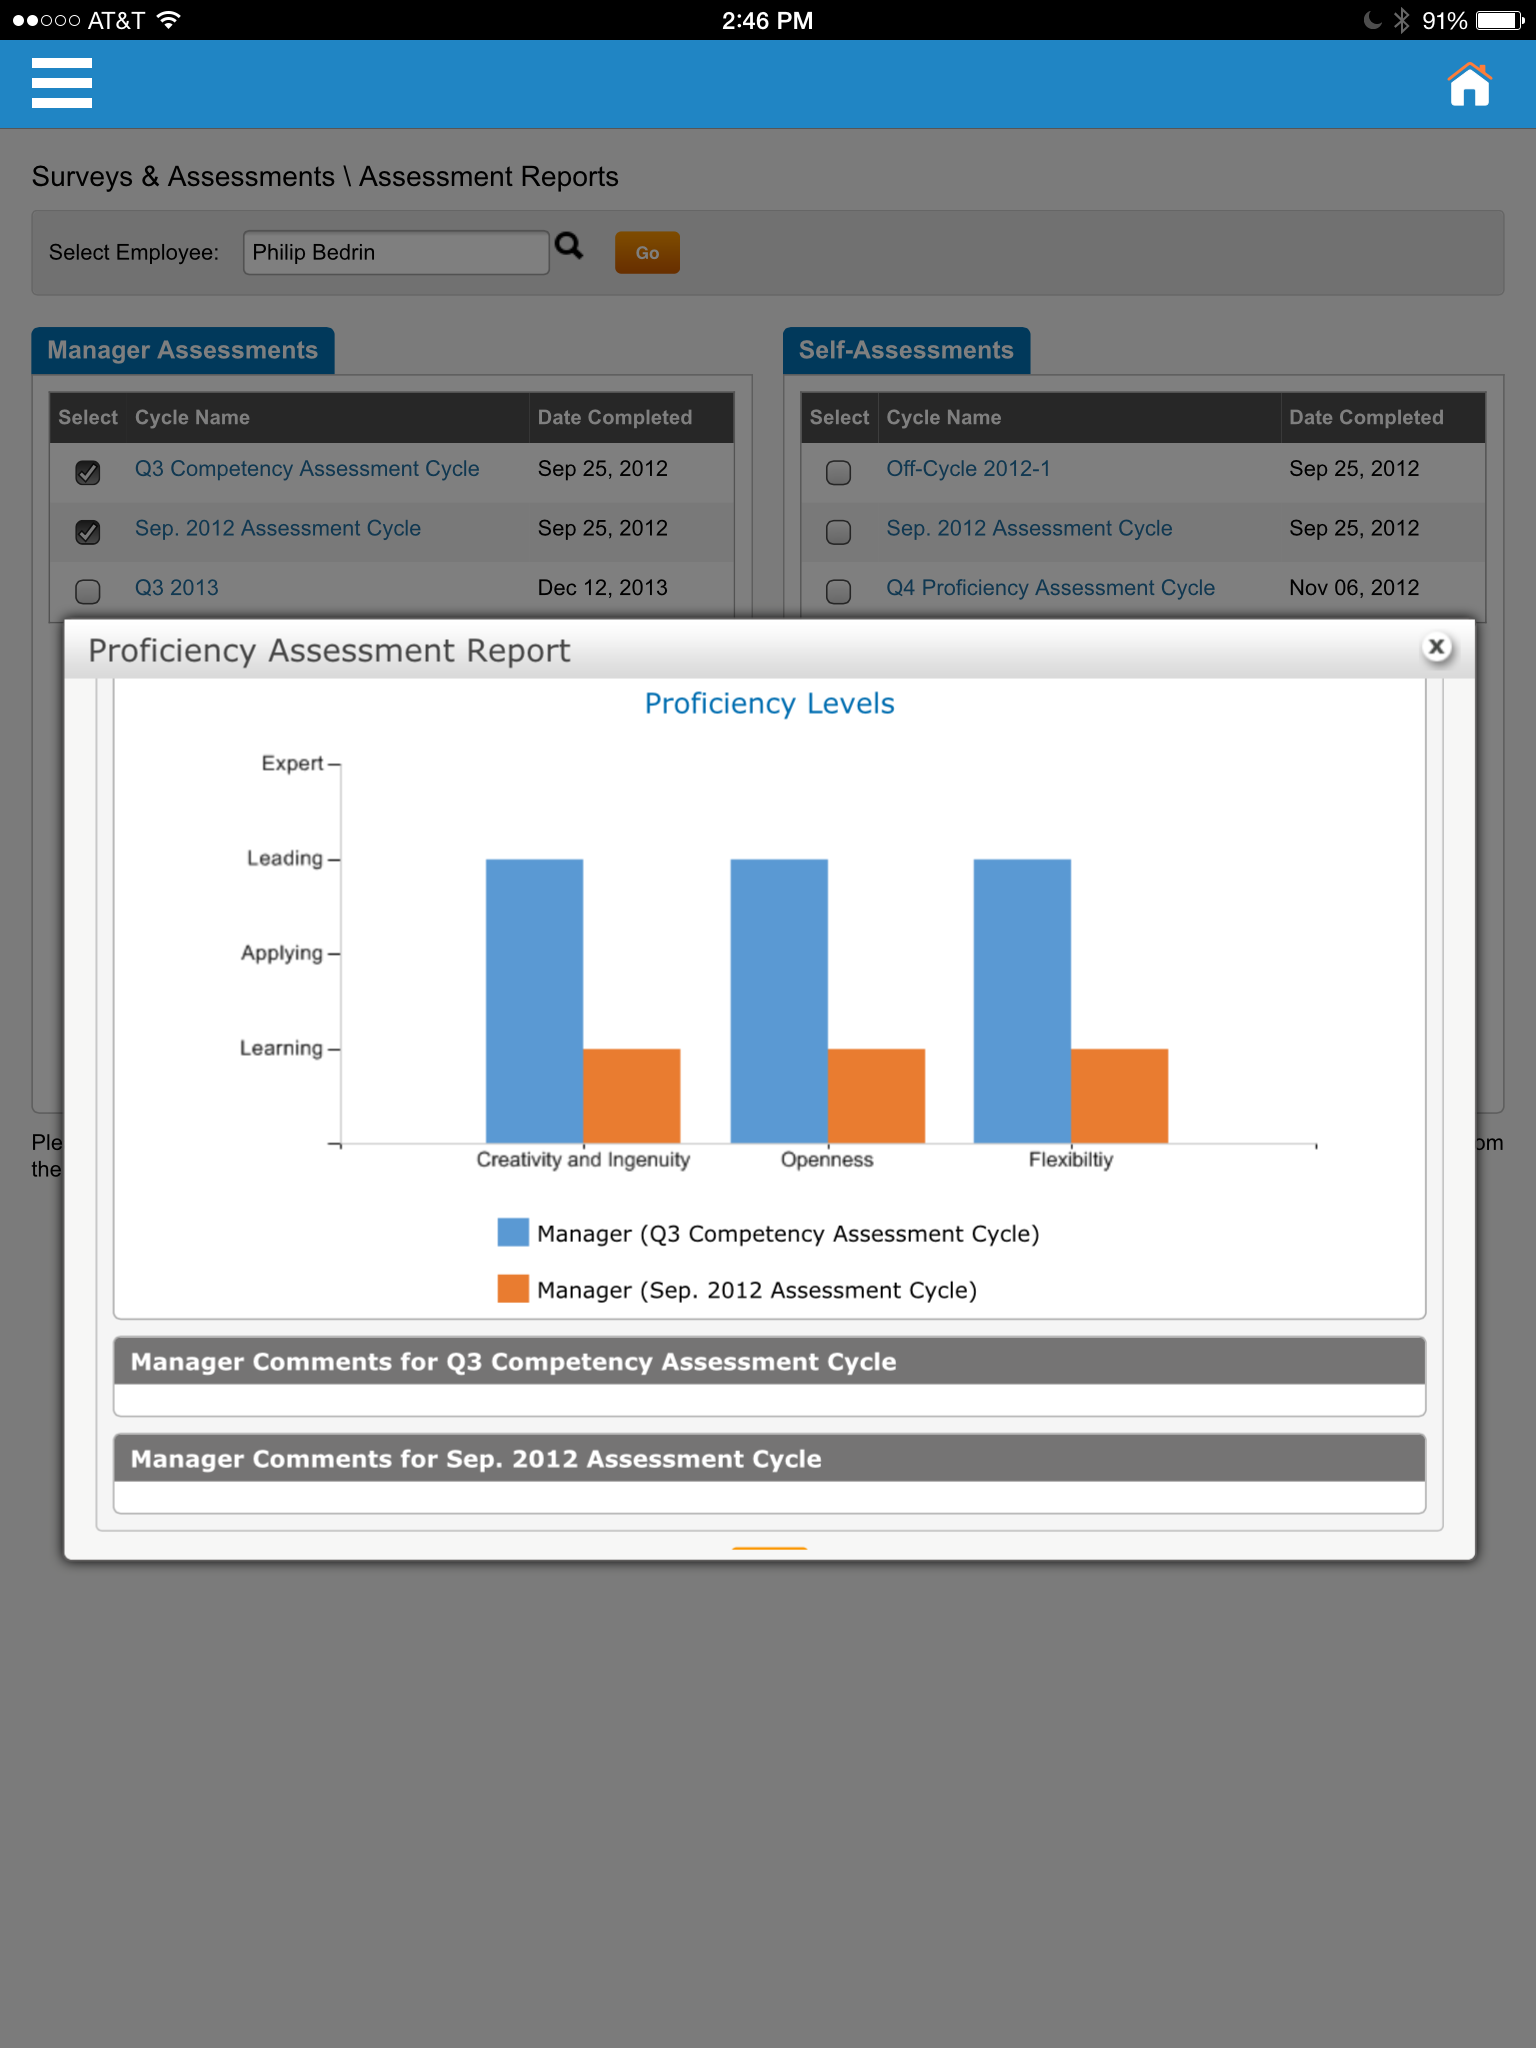 AT&T 2:46 PM 91%
Surveys & Assessments \ Assessment Reports
Select Employee: Philip Bedrin Go
Manager Assessments
Select Cycle Name Date Completed
Q3 Competency Assessment Cycle Sep 25, 2012
Sep. 2012 Assessment Cycle Sep 25, 2012
Q3 2013 Dec 12, 2013
Self-Assessments
Select Cycle Name Date Completed
Off-Cycle 2012-1 Sep 25, 2012
Sep. 2012 Assessment Cycle Sep 25, 2012
Q4 Proficiency Assessment Cycle Nov 06, 2012
Proficiency Assessment Report x
Proficiency Levels
Expert
Leading
Applying
Learning
Creativity and Ingenuity Openness Flexibiltiy
Manager (Q3 Competency Assessment Cycle)
Manager (Sep. 2012 Assessment Cycle)
Manager Comments for Q3 Competency Assessment Cycle
Manager Comments for Sep. 2012 Assessment Cycle
the